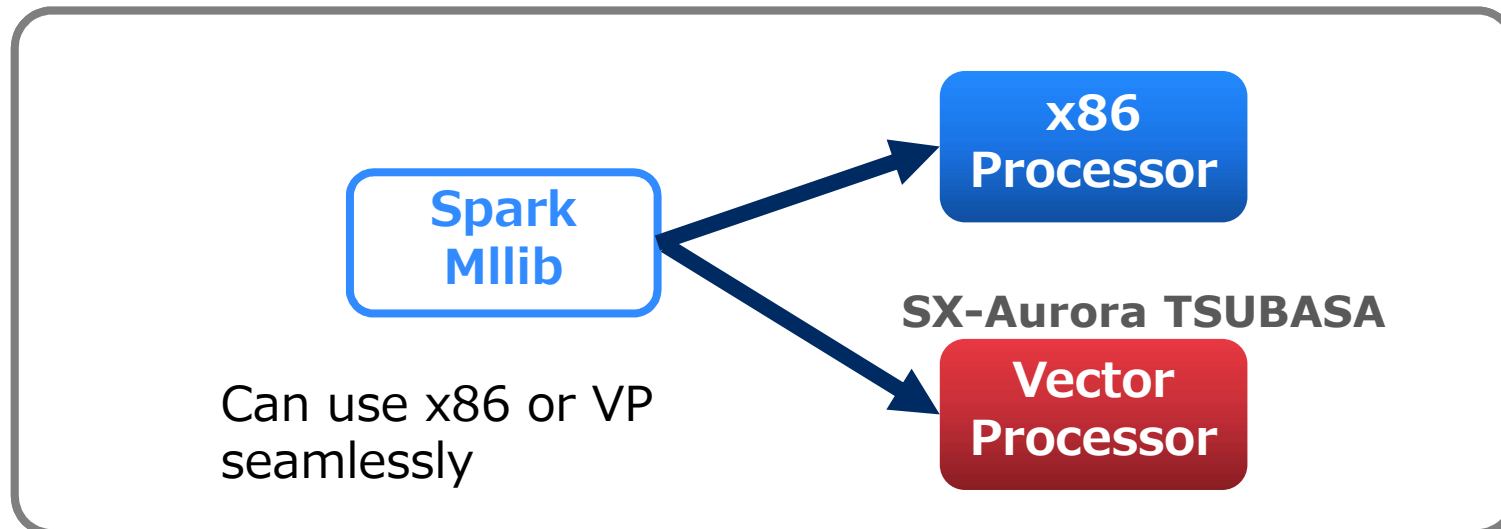 x86
Processor
Spark
Mllib
SX-Aurora TSUBASA
Vector
Processor
Can use x86 or VP
seamlessly